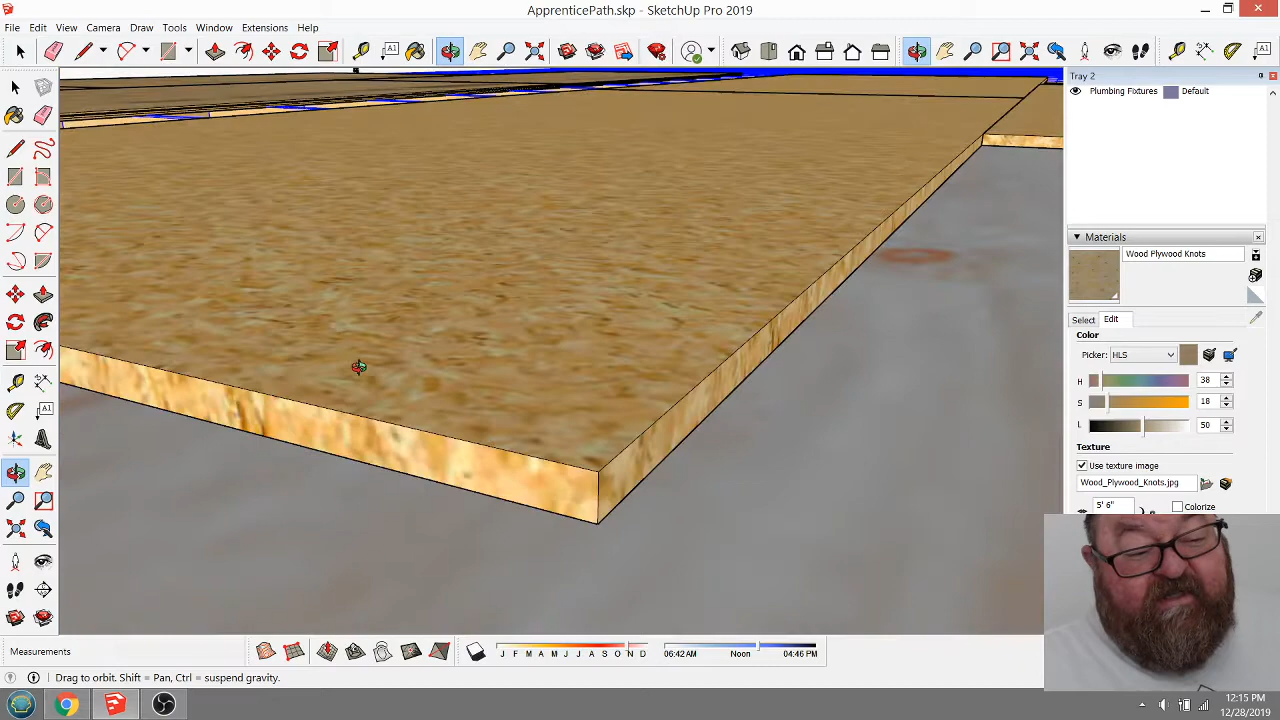 ApprenticePath.skp - SketchUp Pro 2019
File Edit View Camera Draw Tools Window Extensions Help
Tray 2
Plumbing Fixtures Default
Materials
Wood Plywood Knots
Select Edit
Color
Picker: HLS
H 38
S 18
L 50
Texture
Use texture image
Wood_Plywood_Knots.jpg
5' 6" Colorize
Measurements
J F M A M J J A S O N D 06:42 AM Noon 04:46 PM
Drag to orbit. Shift = Pan, Ctrl = suspend gravity.
12:15 PM
12/28/2019